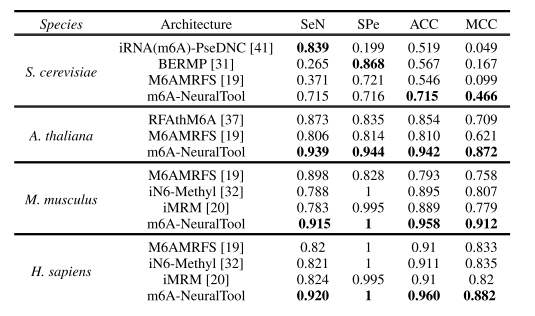 Species Architecture SeN SPe ACC MCC
iRNA(m6A)-PseDNC [41] 0.839 0.199 0.519 0.049
S. cerevisiae BERMP [31] 0.265 0.868 0.567 0.167
M6AMRFS [19] 0.371 0.721 0.546 0.099
m6A-NeuralTool 0.715 0.716 0.715 0.466
RFAthM6A [37] 0.873 0.835 0.854 0.709
A. thaliana M6AMRFS [19] 0.806 0.814 0.810 0.621
m6A-NeuralTool 0.939 0.944 0.942 0.872
M6AMRFS [19] 0.898 0.828 0.793 0.758
M. musculus iN6-Methyl [32] 0.788 1 0.895 0.807
iMRM [20] 0.783 0.995 0.889 0.779
m6A-NeuralTool 0.915 1 0.958 0.912
M6AMRFS [19] 0.82 1 0.91 0.833
H. sapiens iN6-Methyl [32] 0.821 1 0.911 0.835
iMRM [20] 0.824 0.995 0.91 0.82
m6A-NeuralTool 0.920 1 0.960 0.882